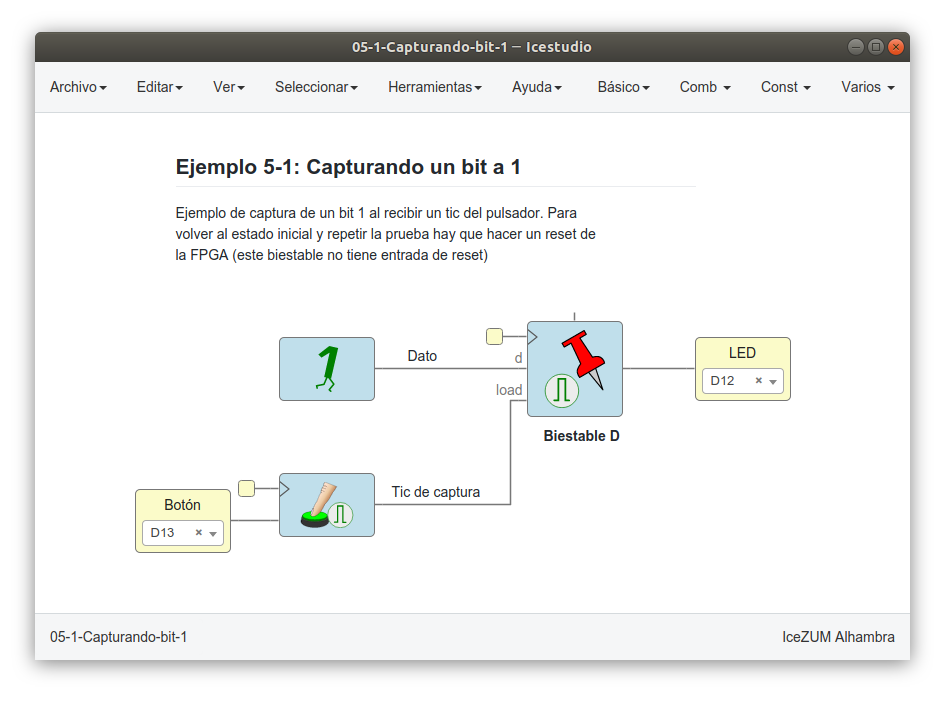 05-1-Capturando-bit-1 – Icestudio
Archivo Editar Ver Seleccionar Herramientas Ayuda Básico Comb Const Varios
Ejemplo 5-1: Capturando un bit a 1
Ejemplo de captura de un bit 1 al recibir un tic del pulsador. Para
volver al estado inicial y repetir la prueba hay que hacer un reset de
la FPGA (este biestable no tiene entrada de reset)
1
Dato
d
load
Biestable D
LED
D12 ×
Botón
D13 ×
Tic de captura
05-1-Capturando-bit-1
IceZUM Alhambra